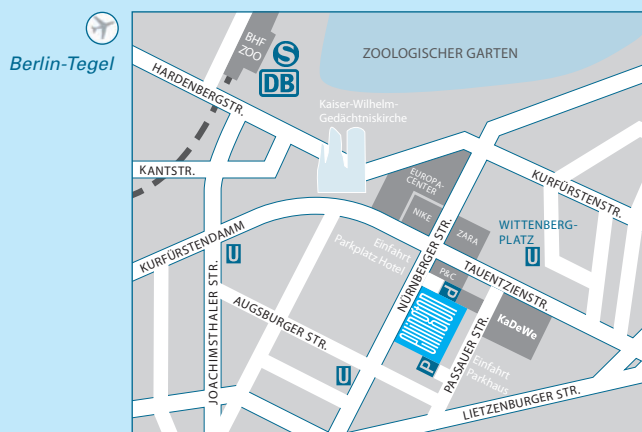 Berlin-Tegel
BHF
ZOO
S
DB
ZOOLOGISCHER GARTEN
HARDENBERGSTR.
Kaiser-Wilhelm-
Gedächtniskirche
KANTSTR.
EUROPA-
CENTER
NIKE
KURFÜRSTENSTR.
KURFÜRSTENDAMM
U
Einfahrt
Parkplatz Hotel
ZARA
WITTENBERG-
PLATZ
U
P&C
NÜRNBERGER STR.
TAUENTZIENSTR.
P
JOACHIMSTHALER STR.
AUGSBURGER STR.
ellington
KaDeWe
PASSAUER STR.
Einfahrt
Parkhaus
P
U
LIETZENBURGER STR.